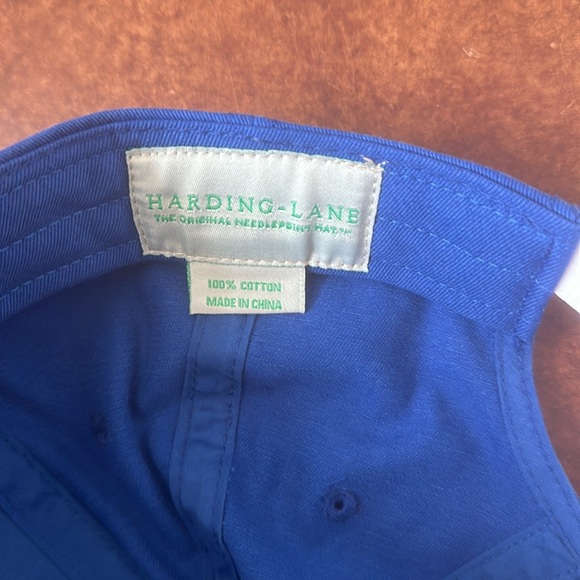 HARDING-LANE
THE ORIGINAL NEEDLEPOINT HAT™
100% COTTON
MADE IN CHINA